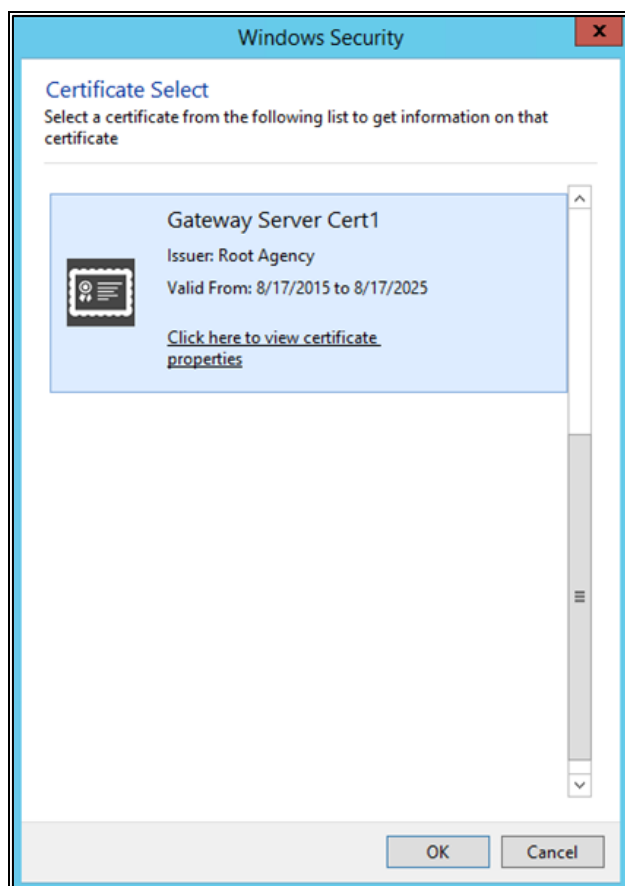 Windows Security
x
Certificate Select
Select a certificate from the following list to get information on that
certificate
Gateway Server Cert1
Issuer: Root Agency
Valid From: 8/17/2015 to 8/17/2025
Click here to view certificate
properties
OK
Cancel